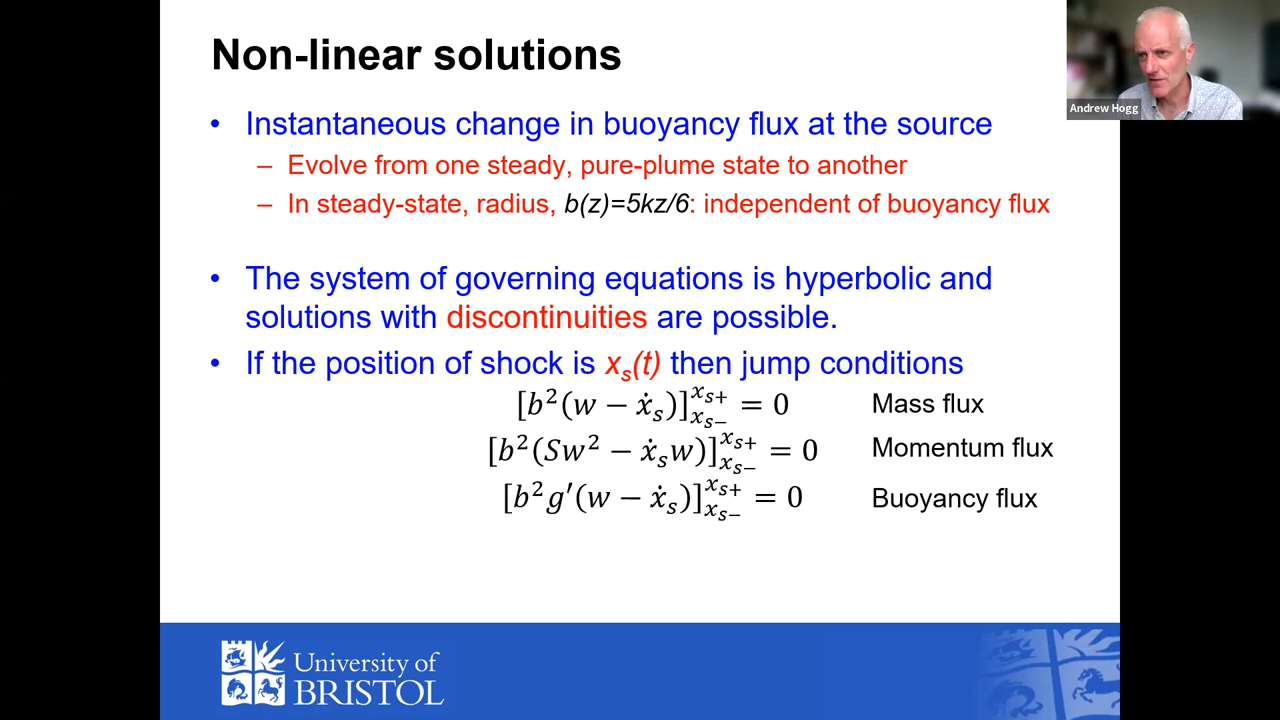 Non-linear solutions
Andrew Hogg
• Instantaneous change in buoyancy flux at the source
– Evolve from one steady, pure-plume state to another
– In steady-state, radius, b(z)=5kz/6: independent of buoyancy flux
• The system of governing equations is hyperbolic and
solutions with discontinuities are possible.
• If the position of shock is xₛ(t) then jump conditions
[b²(w − ẋₛ)]ₓₛ₋ˣˢ⁺ = 0 Mass flux
[b²(Sw² − ẋₛw)]ₓₛ₋ˣˢ⁺ = 0 Momentum flux
[b²g′(w − ẋₛ)]ₓₛ₋ˣˢ⁺ = 0 Buoyancy flux
University of
BRISTOL